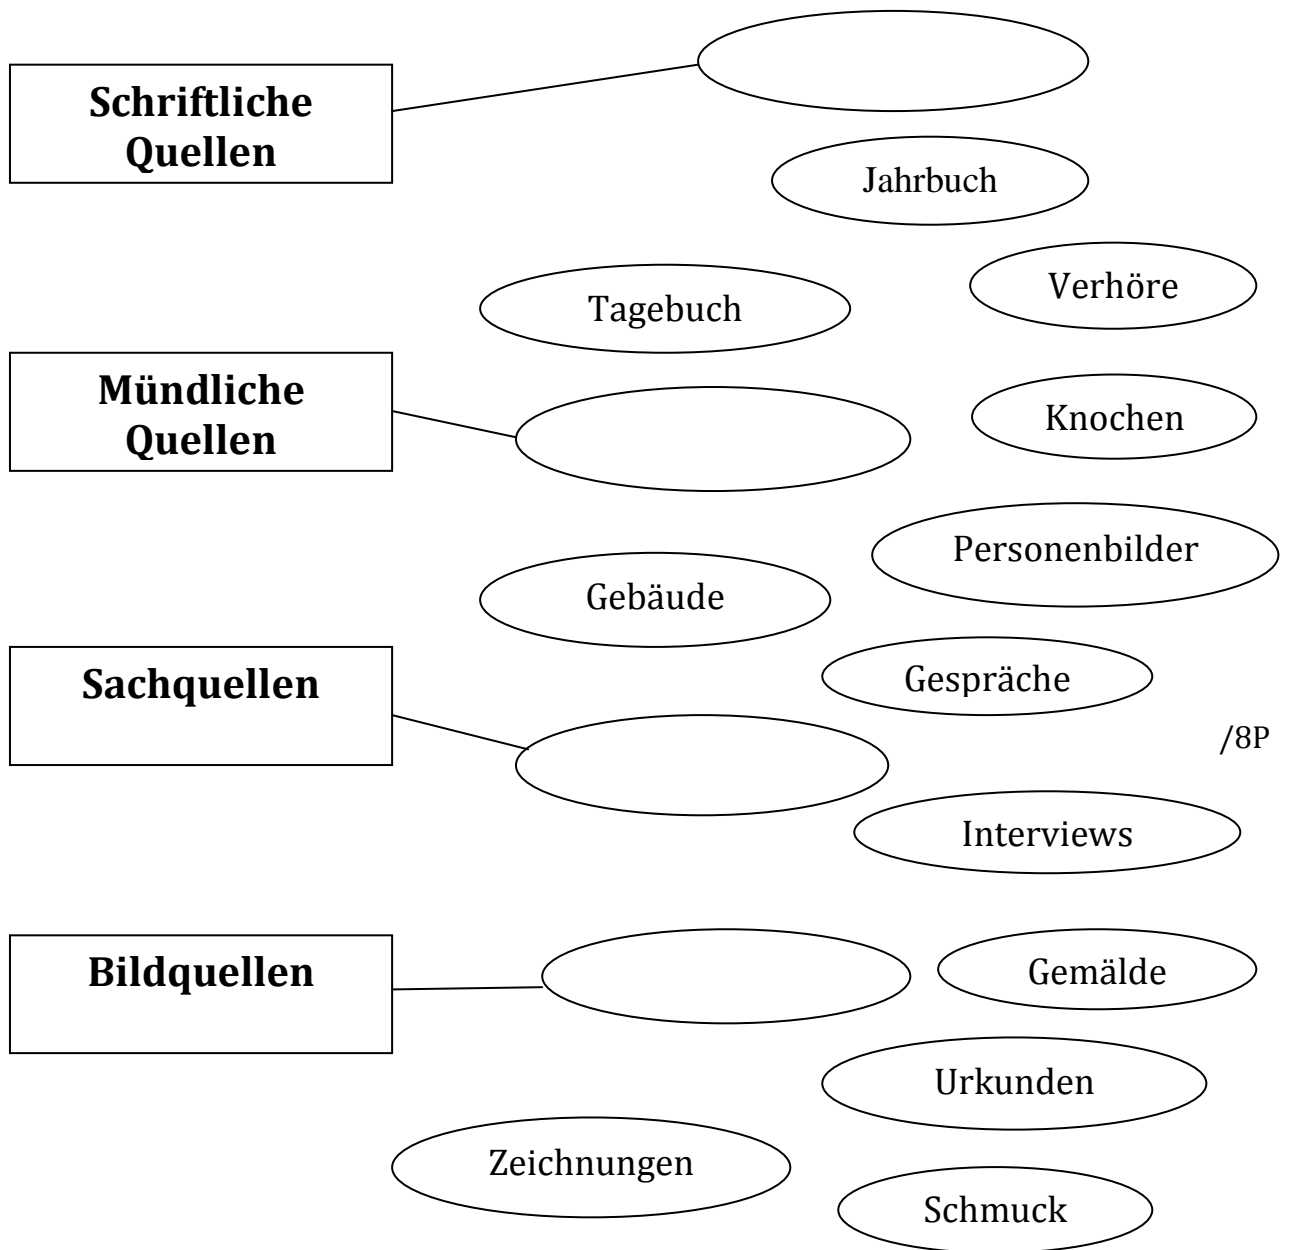 Schriftliche
Quellen
Jahrbuch
Verhöre
Tagebuch
Mündliche
Quellen
Knochen
Personenbilder
Gebäude
Sachquellen
Gespräche
/8P
Interviews
Bildquellen
Gemälde
Urkunden
Zeichnungen
Schmuck